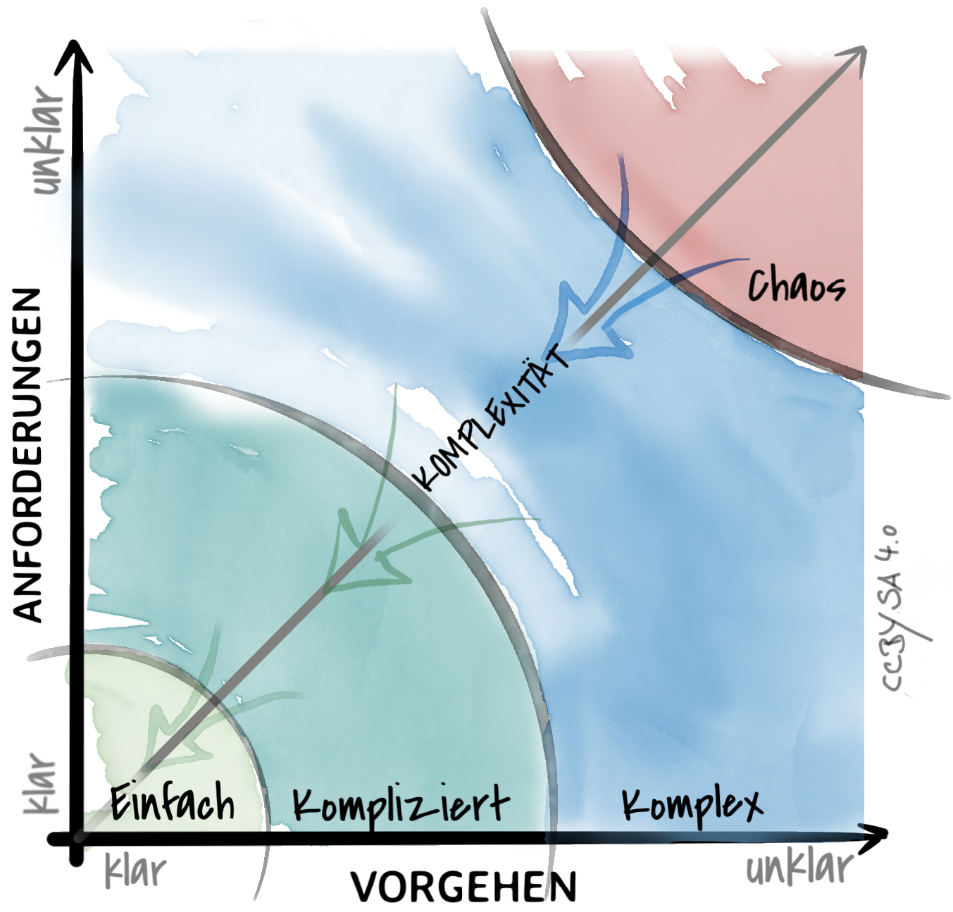 unklar
ANFORDERUNGEN
klar
Chaos
KOMPLEXITÄT
CC BY.SA 4.0
Einfach
Kompliziert
Komplex
klar
VORGEHEN
unklar